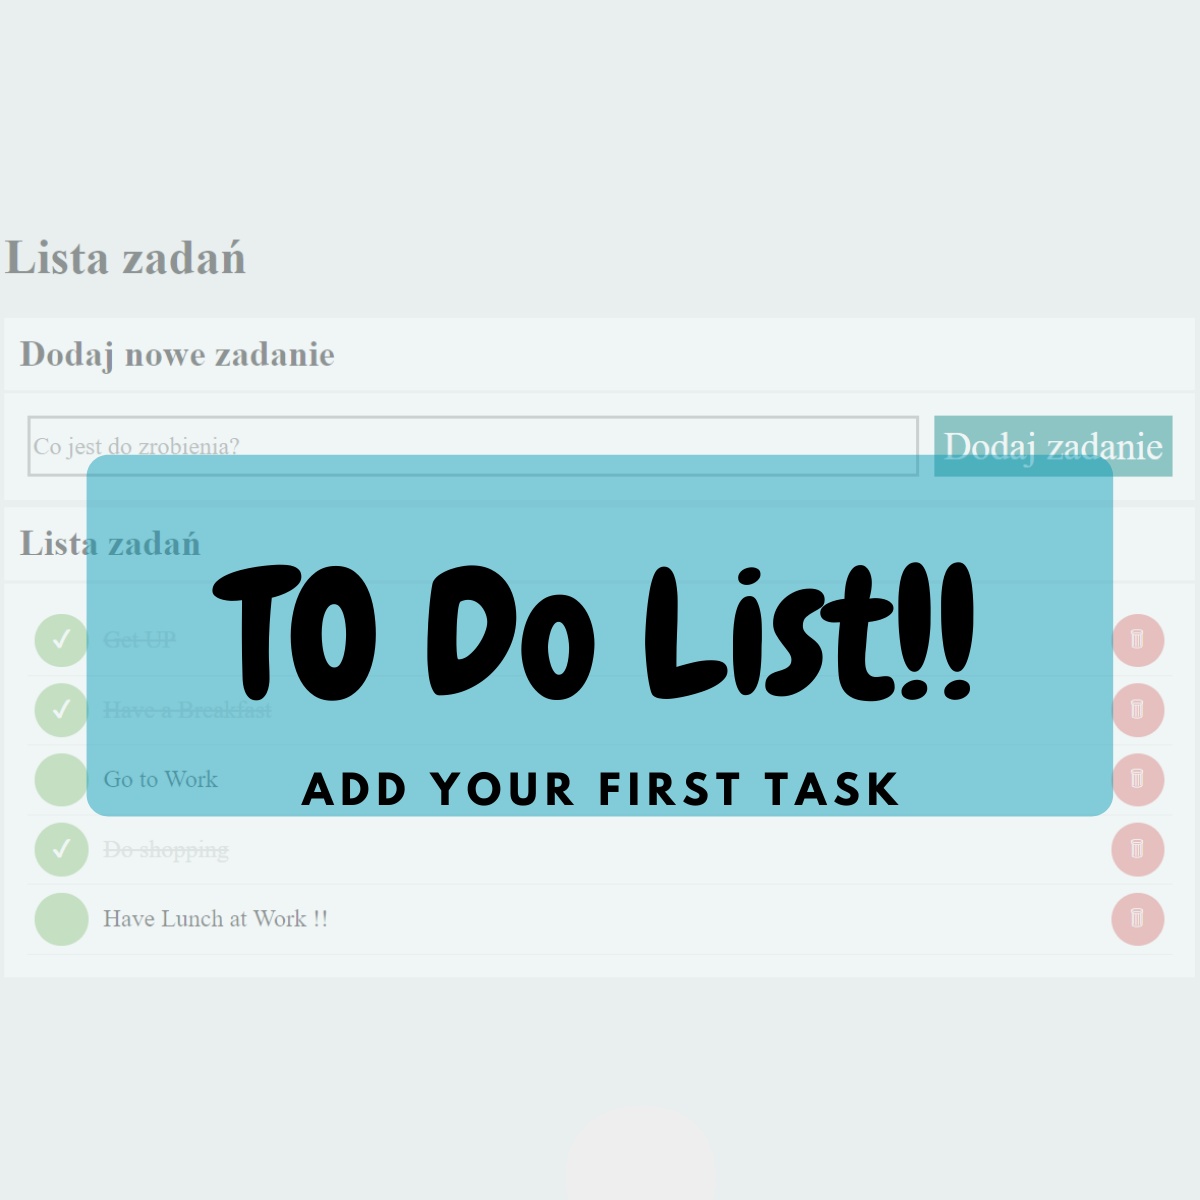 Lista zadań
Dodaj nowe zadanie
Co jest do zrobienia?
Dodaj zadanie
Lista zadań
TO Do List!!
Get UP
Have a Breakfast
Go to Work
ADD YOUR FIRST TASK
Do shopping
Have Lunch at Work !!